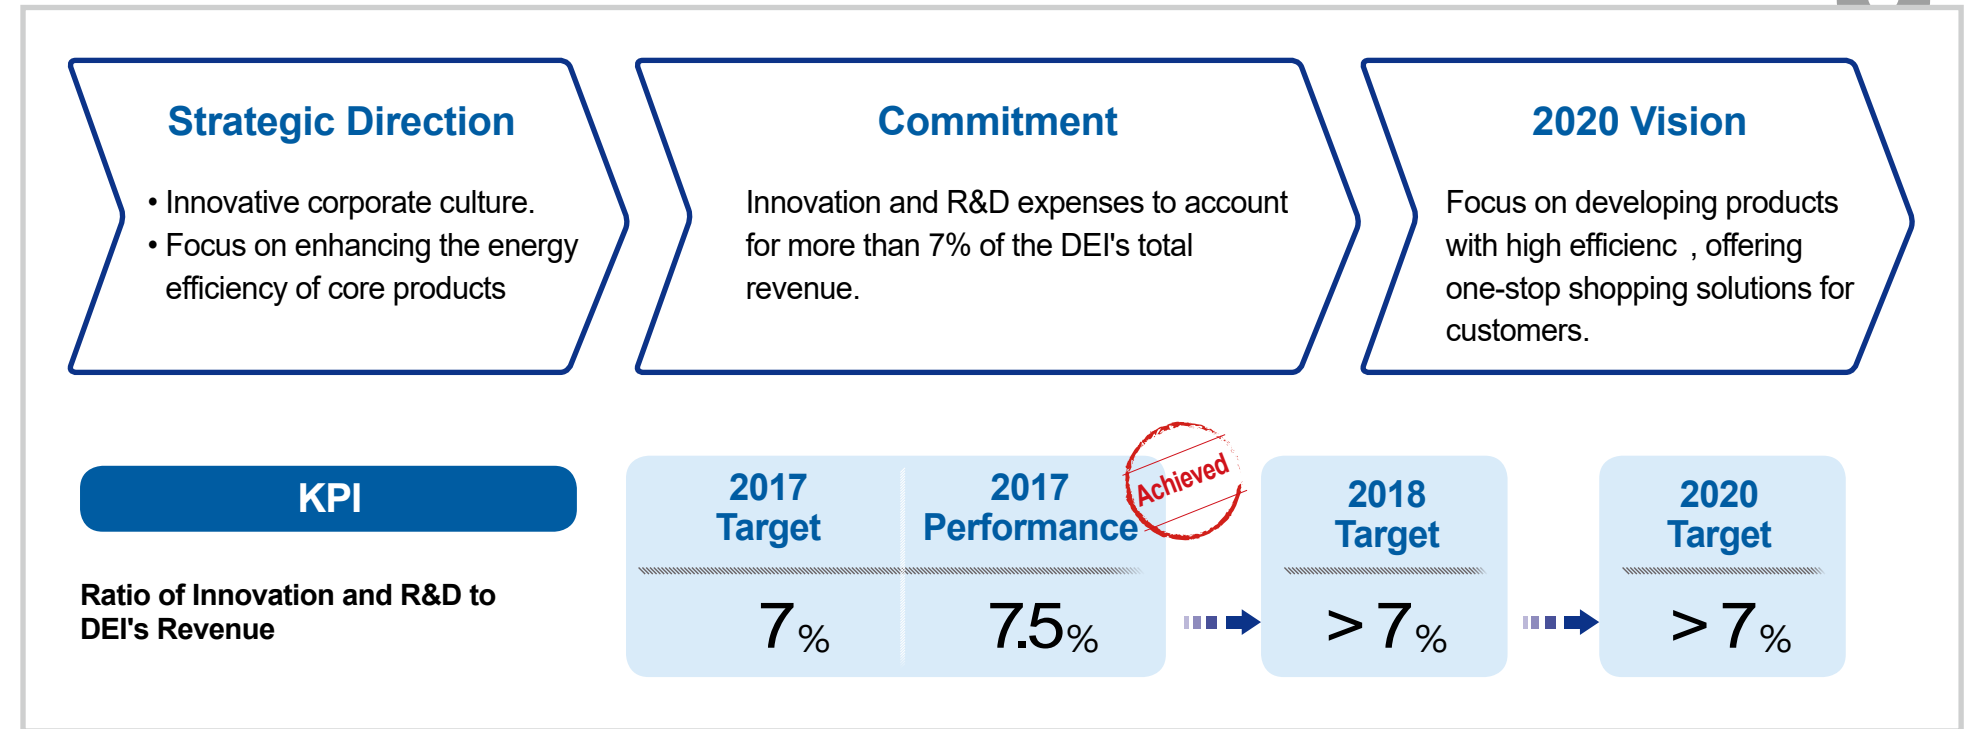 Strategic Direction
• Innovative corporate culture.
• Focus on enhancing the energy
efficiency of core products
Commitment
Innovation and R&D expenses to account
for more than 7% of the DEI's total
revenue.
2020 Vision
Focus on developing products
with high efficienc , offering
one-stop shopping solutions for
customers.
KPI
Ratio of Innovation and R&D to
DEI's Revenue
2017
Target
7%
2017
Performance
7.5%
Achieved
2018
Target
> 7%
2020
Target
> 7%